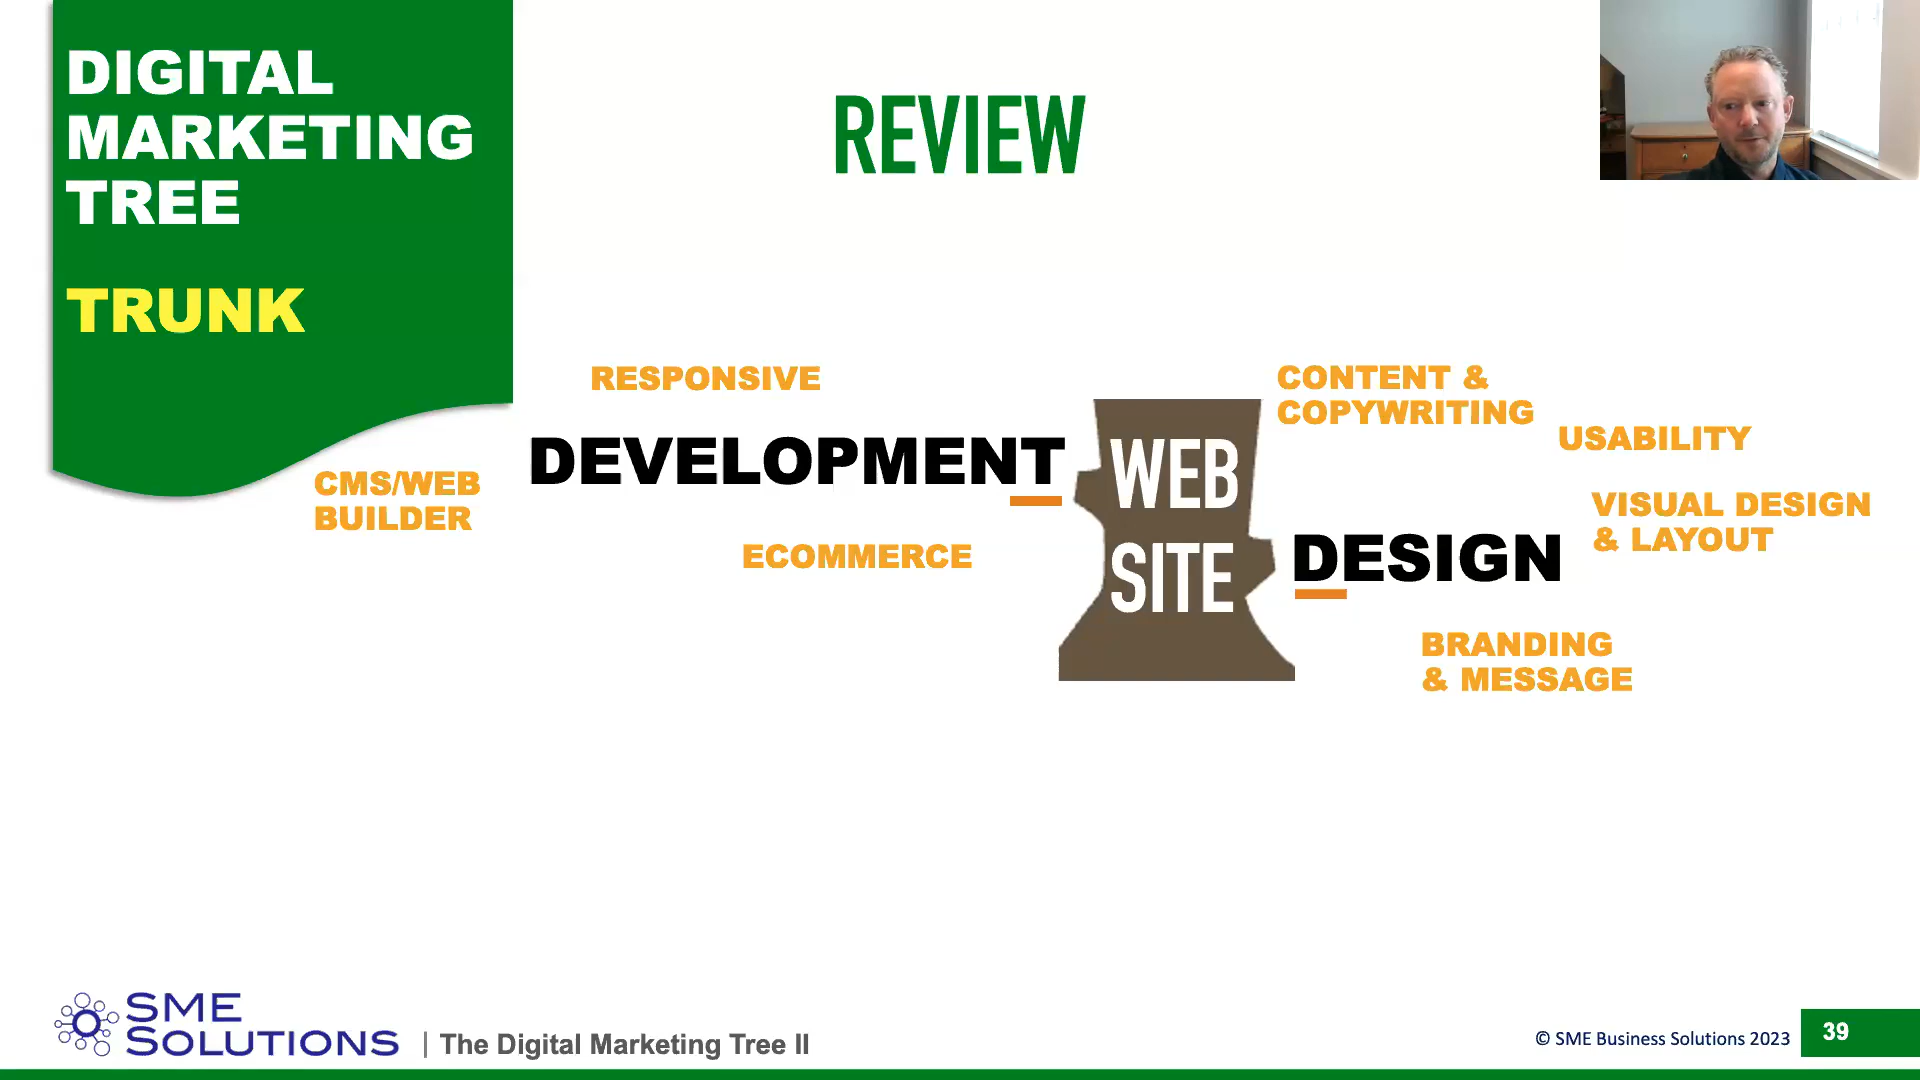 DIGITAL
MARKETING
TREE
TRUNK
REVIEW
RESPONSIVE
DEVELOPMENT
CMS/WEB
BUILDER
ECOMMERCE
WEB
SITE
CONTENT &
COPYWRITING
USABILITY
VISUAL DESIGN
& LAYOUT
DESIGN
BRANDING
& MESSAGE
SME
SOLUTIONS
| The Digital Marketing Tree II
© SME Business Solutions 2023
39